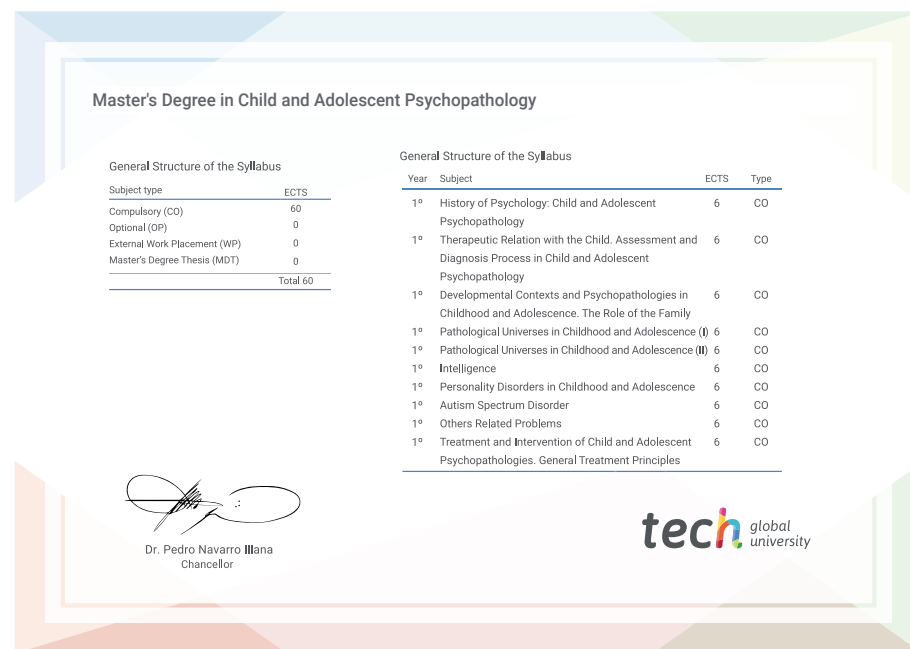 Master's Degree in Child and Adolescent Psychopathology
General Structure of the Syllabus
Subject type ECTS
Compulsory (CO) 60
Optional (OP) 0
External Work Placement (WP) 0
Master's Degree Thesis (MDT) 0
Total 60
General Structure of the Syllabus
Year Subject ECTS Type
1º History of Psychology: Child and Adolescent 6 CO
Psychopathology
1º Therapeutic Relation with the Child. Assessment and 6 CO
Diagnosis Process in Child and Adolescent
Psychopathology
1º Developmental Contexts and Psychopathologies in 6 CO
Childhood and Adolescence. The Role of the Family
1º Pathological Universes in Childhood and Adolescence (I) 6 CO
1º Pathological Universes in Childhood and Adolescence (II) 6 CO
1º Intelligence 6 CO
1º Personality Disorders in Childhood and Adolescence 6 CO
1º Autism Spectrum Disorder 6 CO
1º Others Related Problems 6 CO
1º Treatment and Intervention of Child and Adolescent 6 CO
Psychopathologies. General Treatment Principles
Dr. Pedro Navarro Illana
Chancellor
tech global
university